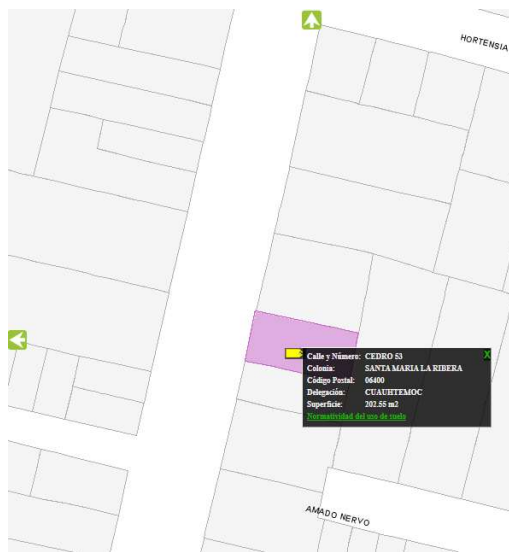 HORTENSIA
Calle y Número: CEDRO 53
Colonia: SANTA MARIA LA RIBERA
Código Postal: 06400
Delegación: CUAUHTEMOC
Superficie: 202.55 m2
Normatividad del uso de suelo
X
AMADO NERVO